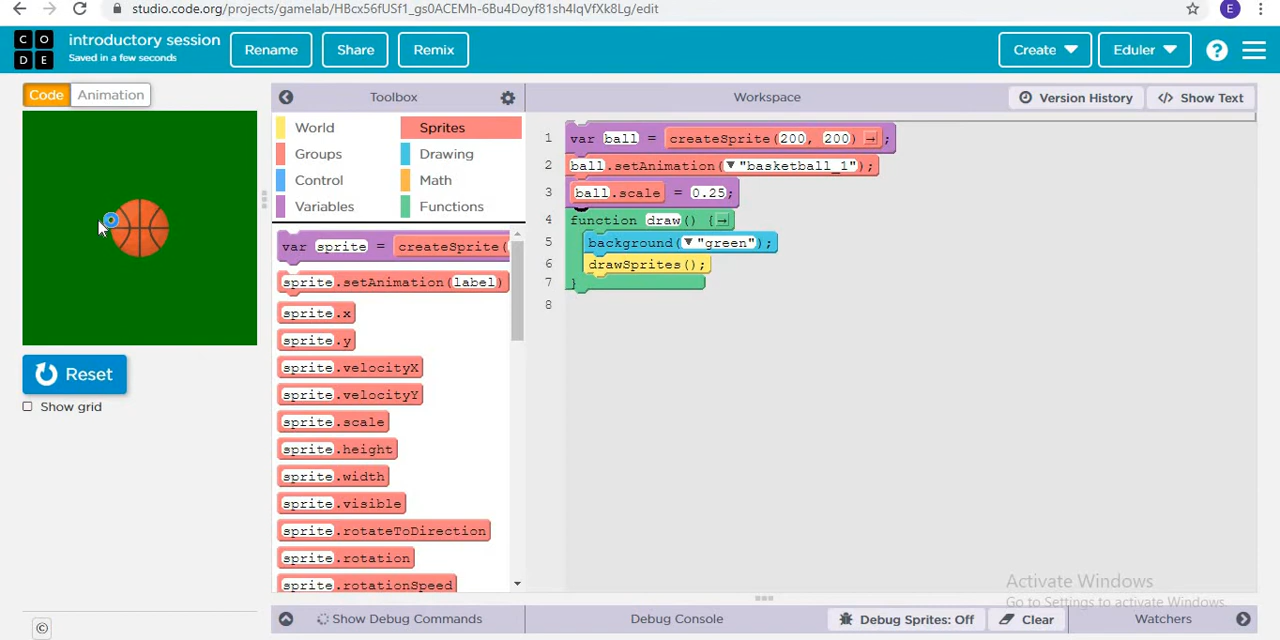 studio.code.org/projects/gamelab/HBcx56fUSf1_gs0ACEMh-6Bu4Doyf81sh4lqVfXk8Lg/edit
E
C O D E
introductory session
Saved in a few seconds
Rename
Share
Remix
Create
Eduler
?
Code
Animation
Toolbox
Workspace
Version History
</> Show Text
World
Sprites
Groups
Drawing
Control
Math
Variables
Functions
var sprite = createSprite(
sprite.setAnimation(label)
sprite.x
sprite.y
sprite.velocityX
sprite.velocityY
sprite.scale
sprite.height
sprite.width
sprite.visible
sprite.rotateToDirection
sprite.rotation
sprite.rotationSpeed
1 var ball = createSprite(200, 200) → ;
2 ball.setAnimation(▼"basketball_1");
3 ball.scale = 0.25;
4 function draw() {→
5 background(▼"green");
6 drawSprites();
7 }
8
Reset
Show grid
Activate Windows
Go to Settings to activate Windows.
Show Debug Commands
Debug Console
Debug Sprites: Off
Clear
Watchers
©